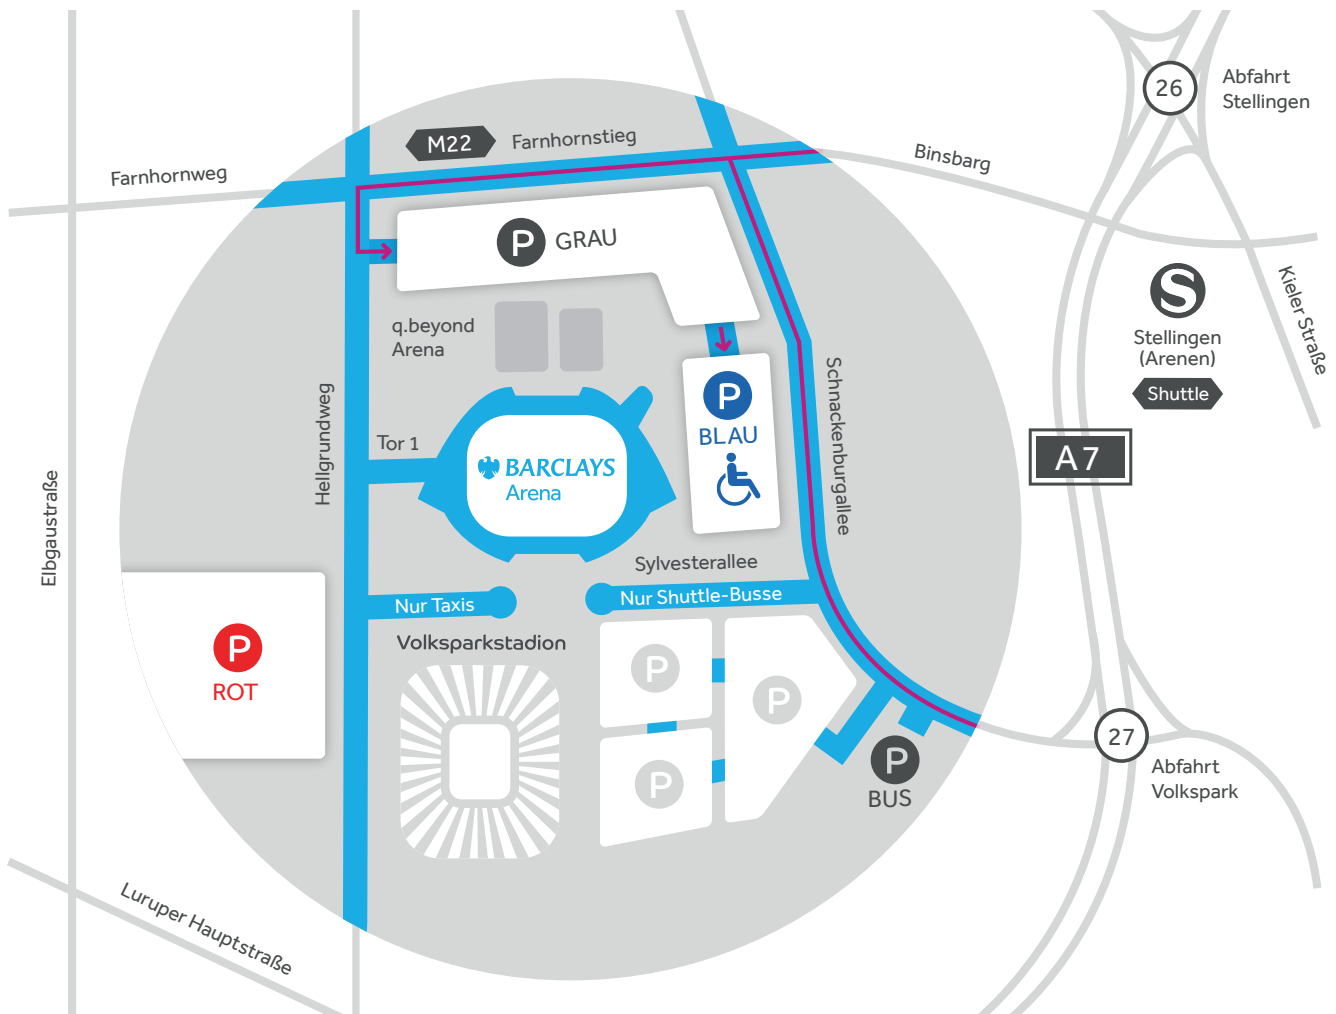 26
Abfahrt
Stellingen
M22
Farnhornstieg
Binsbarg
Farnhornweg
P
GRAU
Kieler Straße
S
Stellingen
(Arenen)
Shuttle
q.beyond
Arena
P
BLAU
Schnackenburgallee
Hellgrundweg
Tor 1
A7
BARCLAYS
Arena
Elbgaustraße
Sylvesterallee
Nur Taxis
Nur Shuttle-Busse
Volksparkstadion
P
ROT
P
P
P
27
Abfahrt
Volkspark
P
BUS
Luruper Hauptstraße